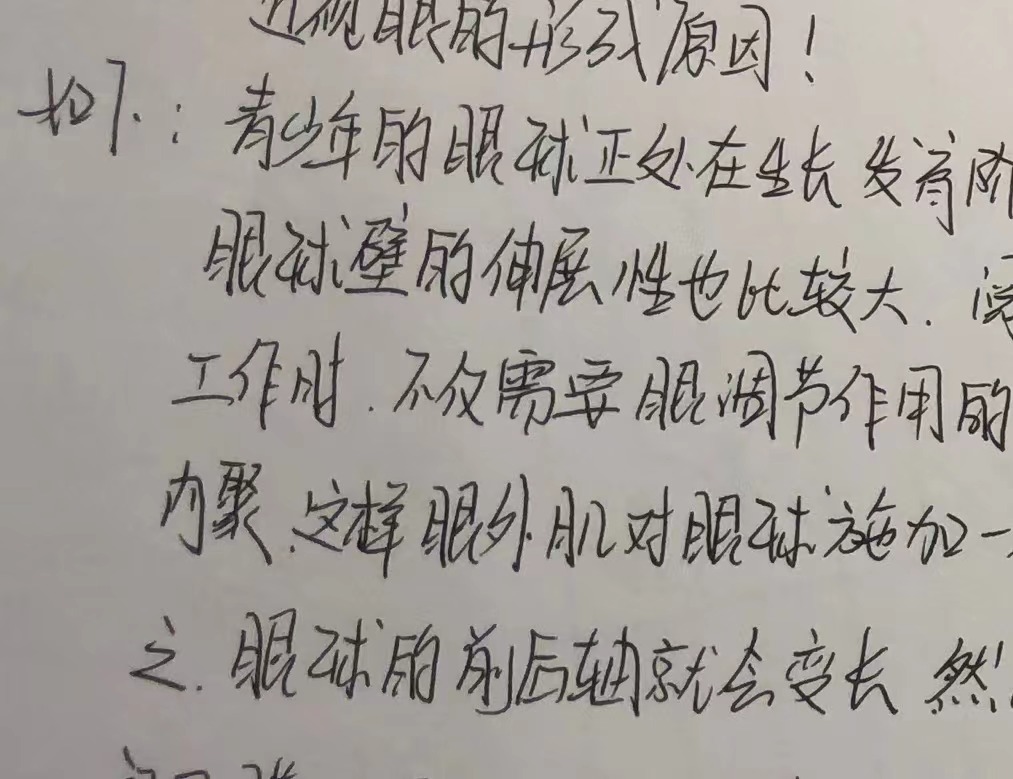 近视眼的形成原因!
如下:青少年的眼球正处在生长发育阶
眼球壁的伸展性也比较大.阅
工作时.不仅需要眼调节作用的
内聚.这样眼外肌对眼球施加一
之.眼球的前后轴就会变长 然